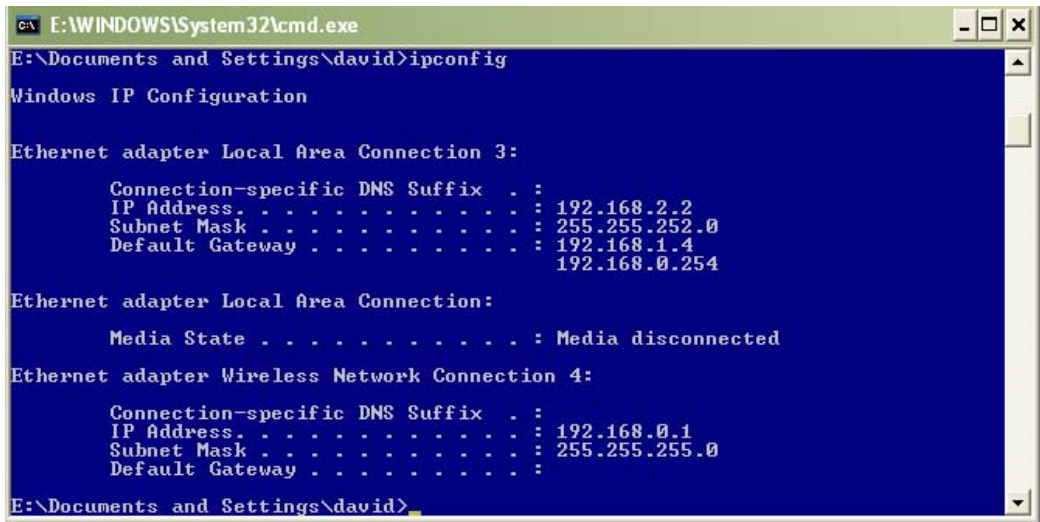 E:\WINDOWS\System32\cmd.exe
E:\Documents and Settings\david>ipconfig
Windows IP Configuration
Ethernet adapter Local Area Connection 3:
Connection-specific DNS Suffix . :
IP Address. . . . . . . . . . . . : 192.168.2.2
Subnet Mask . . . . . . . . . . . : 255.255.252.0
Default Gateway . . . . . . . . . : 192.168.1.4
192.168.0.254
Ethernet adapter Local Area Connection:
Media State . . . . . . . . . . . : Media disconnected
Ethernet adapter Wireless Network Connection 4:
Connection-specific DNS Suffix . :
IP Address. . . . . . . . . . . . : 192.168.0.1
Subnet Mask . . . . . . . . . . . : 255.255.255.0
Default Gateway . . . . . . . . . :
E:\Documents and Settings\david>_